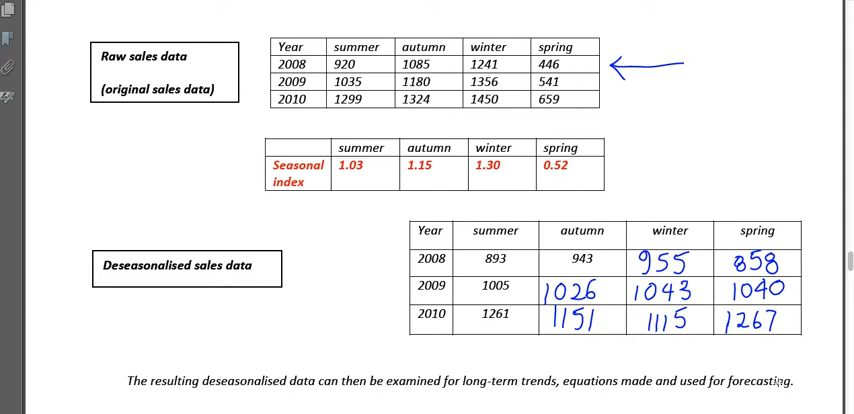 Raw sales data
(original sales data)
Year summer autumn winter spring
2008 920 1085 1241 446
2009 1035 1180 1356 541
2010 1299 1324 1450 659
summer autumn winter spring
Seasonal index 1.03 1.15 1.30 0.52
Deseasonalised sales data
Year summer autumn winter spring
2008 893 943 955 858
2009 1005 1026 1043 1040
2010 1261 1151 1115 1267
The resulting deseasonalised data can then be examined for long-term trends, equations made and used for forecasting.